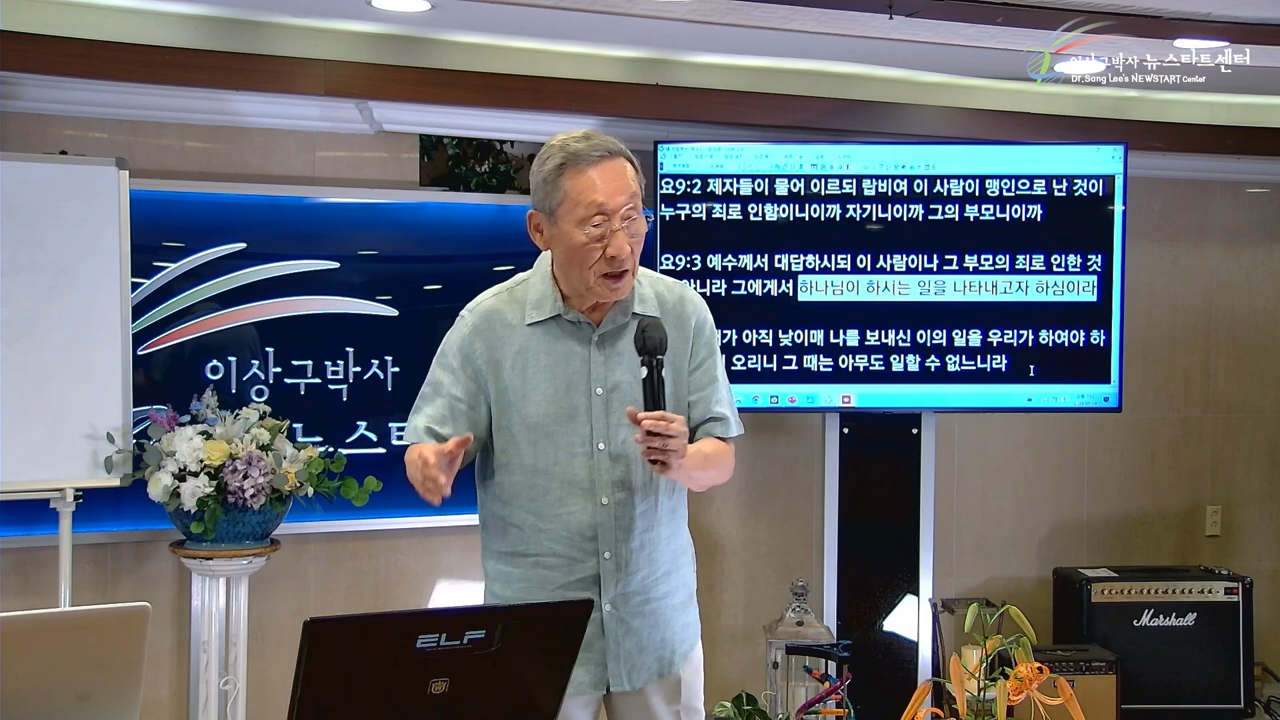 이상구박사 뉴스타트센터
Dr. Sang Lee's NEWSTART Center
요9:2 제자들이 물어 이르되 랍비여 이 사람이 맹인으로 난 것이
누구의 죄로 인함이니이까 자기니이까 그의 부모니이까
요9:3 예수께서 대답하시되 이 사람이나 그 부모의 죄로 인한 것
아니라 그에게서 하나님이 하시는 일을 나타내고자 하심이라
가 아직 낮이매 나를 보내신 이의 일을 우리가 하여야 하
오리니 그 때는 아무도 일할 수 없느니라
이상구박사
뉴스타
ELF
Marshall